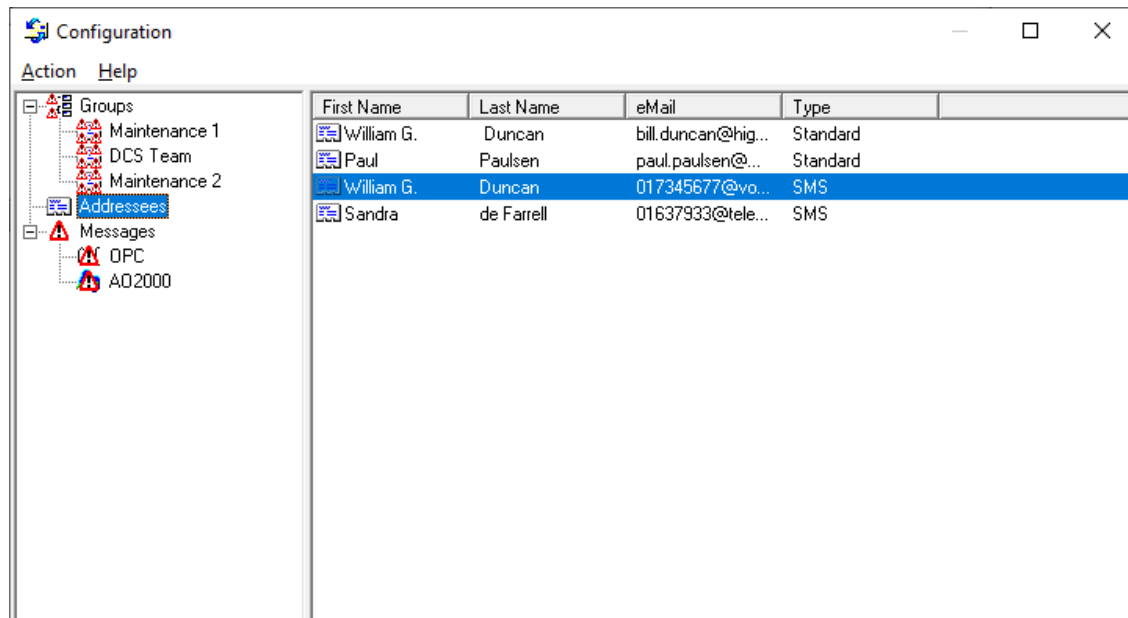 Configuration
Action Help
Groups
Maintenance 1
DCS Team
Maintenance 2
Addressees
Messages
OPC
AO2000
First Name Last Name eMail Type
William G. Duncan bill.duncan@hig... Standard
Paul Paulsen paul.paulsen@... Standard
William G. Duncan 017345677@vo... SMS
Sandra de Farrell 01637933@tele... SMS